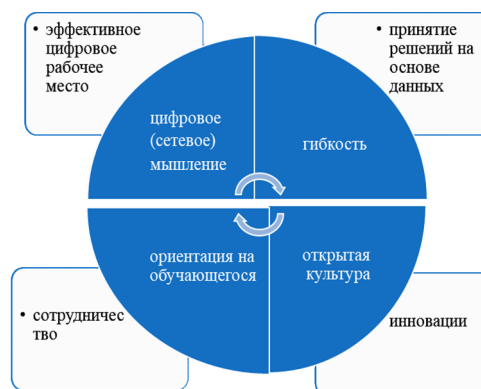 • эффективное
цифровое
рабочее
место
• принятие
решений на
основе
данных
цифровое
(сетевое)
мышление
гибкость
ориентация на
обучающегося
открытая
культура
• сотрудничес
тво
инновации